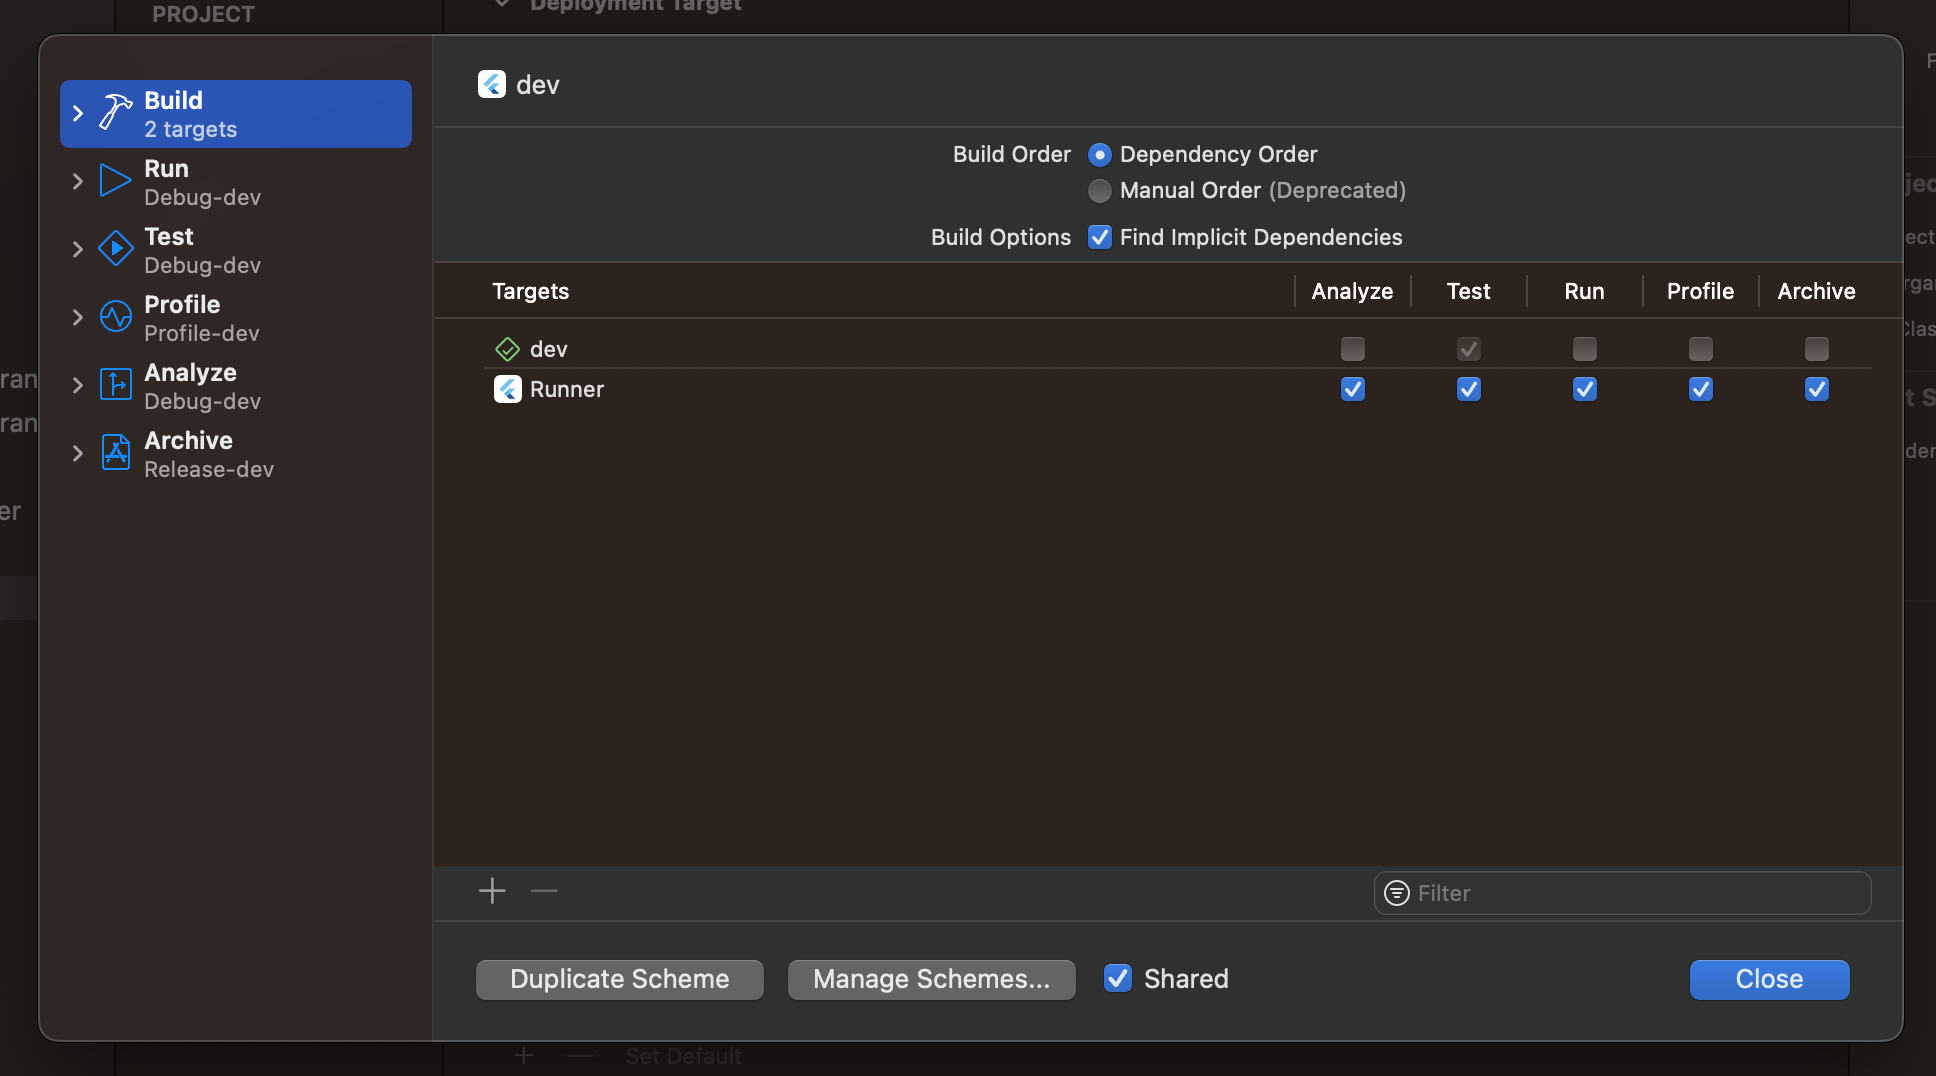 PROJECT
Deployment Target
Build
2 targets
Run
Debug-dev
Test
Debug-dev
Profile
Profile-dev
Analyze
Debug-dev
Archive
Release-dev
dev
Build Order
Dependency Order
Manual Order (Deprecated)
Build Options
Find Implicit Dependencies
Targets Analyze Test Run Profile Archive
dev
Runner
Filter
Duplicate Scheme Manage Schemes... Shared Close
Set Default